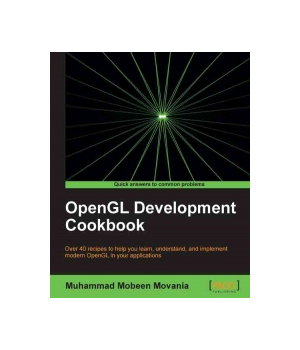 Quick answers to common problems
OpenGL Development
Cookbook
Over 40 recipes to help you learn, understand, and implement
modern OpenGL in your applications
Muhammad Mobeen Movania
PUBLISHING